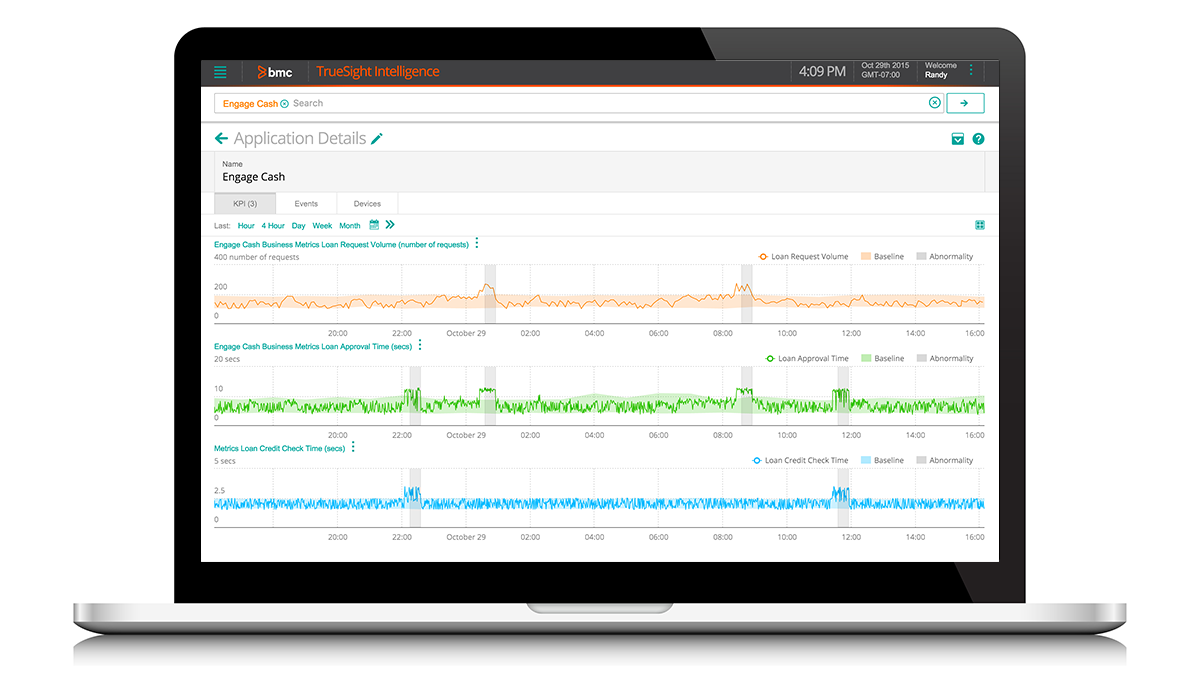 bmc TrueSight Intelligence 4:09 PM Oct 29th 2015 Welcome
GMT-07:00 Randy
Engage Cash Search
Application Details
Name
Engage Cash
KPI (3) Events Devices
Last: Hour 4 Hour Day Week Month
Engage Cash Business Metrics Loan Request Volume (number of requests)
400 number of requests Loan Request Volume Baseline Abnormality
200
0
20:00 22:00 October 29 02:00 04:00 06:00 08:00 10:00 12:00 14:00 16:00
Engage Cash Business Metrics Loan Approval Time (secs)
20 secs Loan Approval Time Baseline Abnormality
10
0
20:00 22:00 October 29 02:00 04:00 06:00 08:00 10:00 12:00 14:00 16:00
Metrics Loan Credit Check Time (secs)
5 secs Loan Credit Check Time Baseline Abnormality
2.5
0
20:00 22:00 October 29 02:00 04:00 06:00 08:00 10:00 12:00 14:00 16:00